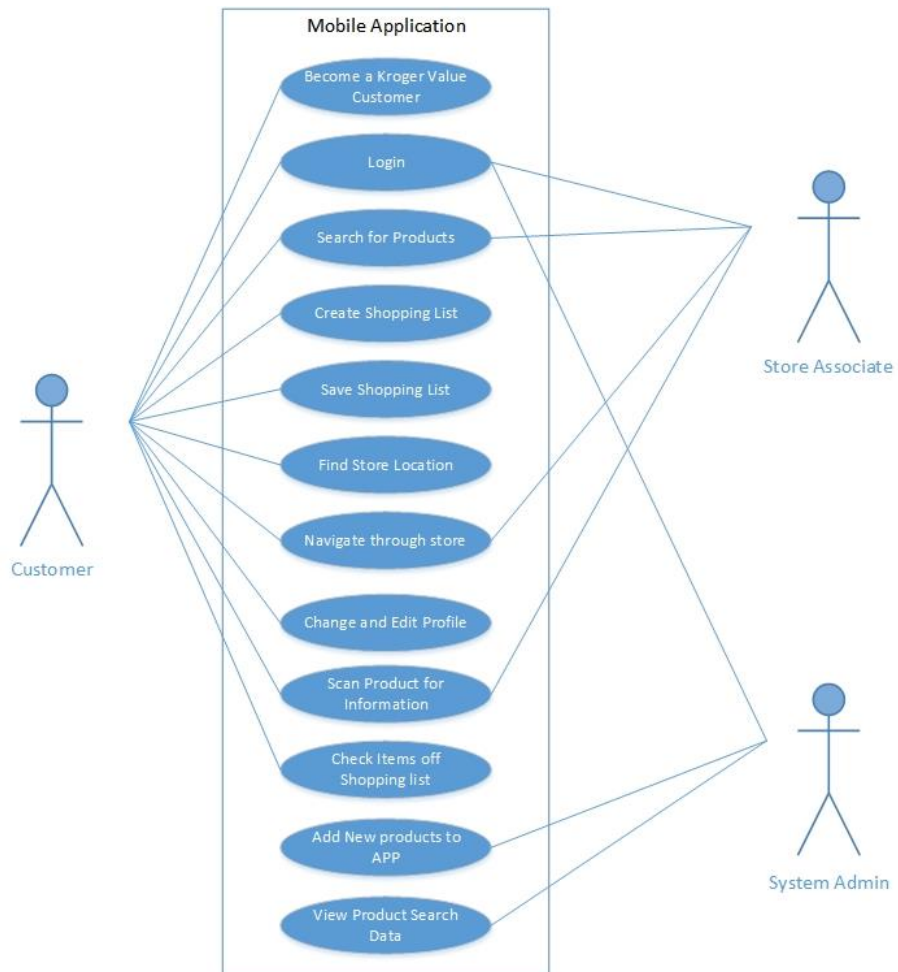 Mobile Application
Become a Kroger Value
Customer
Login
Search for Products
Create Shopping List
Save Shopping List
Find Store Location
Navigate through store
Change and Edit Profile
Scan Product for
Information
Check Items off
Shopping list
Add New products to
APP
View Product Search
Data
Customer
Store Associate
System Admin